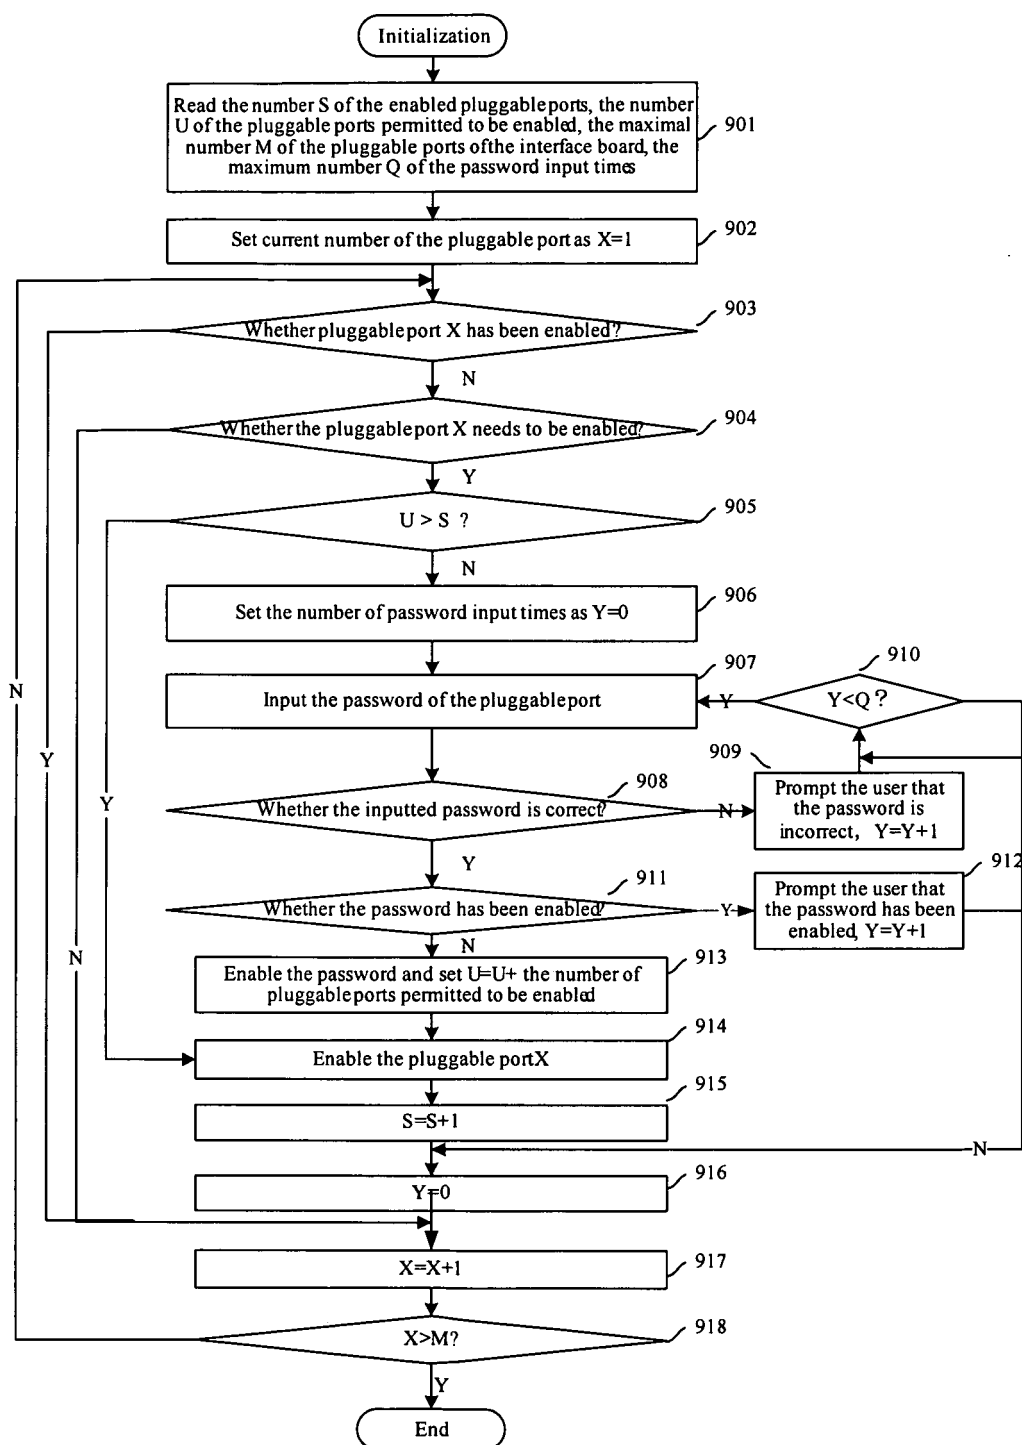 Initialization
Read the number S of the enabled pluggable ports, the number
U of the pluggable ports permitted to be enabled, the maximal
number M of the pluggable ports of the interface board, the
maximum number Q of the password input times
901
Set current number of the pluggable port as X=1
902
Whether pluggable port X has been enabled?
903
N
Whether the pluggable port X needs to be enabled?
904
Y
U > S ?
905
N
Set the number of password input times as Y=0
906
907
910
Input the password of the pluggable port
Y
Y<Q ?
N
Y
Y
N
N
908
Whether the inputted password is correct?
N
909
Prompt the user that
the password is
incorrect, Y=Y+1
Y
911
Whether the password has been enabled?
Y
912
Prompt the user that
the password has been
enabled, Y=Y+1
N
Enable the password and set U=U+ the number of
pluggable ports permitted to be enabled
913
914
Enable the pluggable port X
915
S=S+1
N
Y=0
916
X=X+1
917
X>M?
918
Y
End